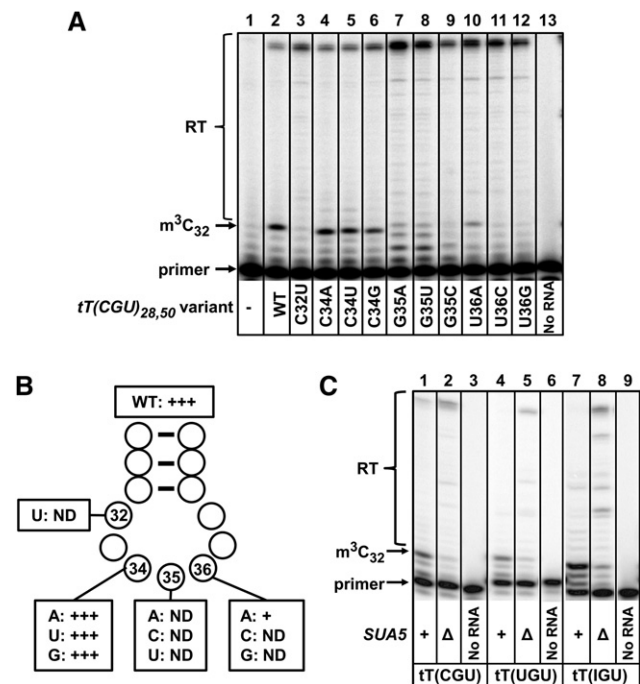 A
1 2 3 4 5 6 7 8 9 10 11 12 13
RT
m³C₃₂
primer
tT(CGU)₂₈,₅₀ variant
- WT C32U C34A C34U C34G G35A G35U G35C U36A U36C U36G No RNA
B
WT: +++
U: ND
32
34
35
36
A: +++
U: +++
G: +++
A: ND
C: ND
U: ND
A: +
C: ND
G: ND
C
1 2 3 4 5 6 7 8 9
RT
m³C₃₂
primer
SUA5 + Δ No RNA + Δ No RNA + Δ No RNA
tT(CGU) tT(UGU) tT(IGU)